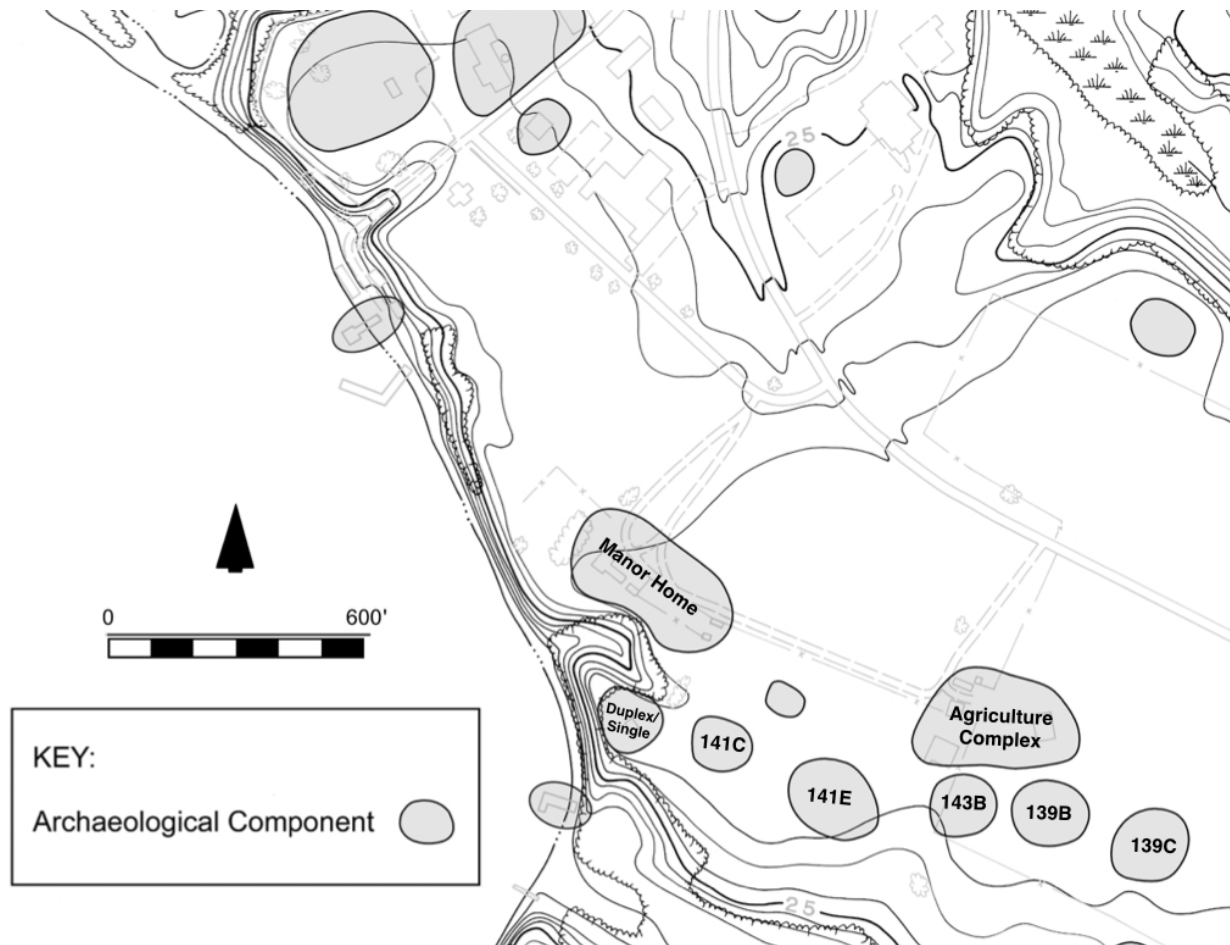 25
Manor Home
0 600'
Duplex/
Single
141C
Agriculture
Complex
141E
143B
139B
139C
KEY:
Archaeological Component
25